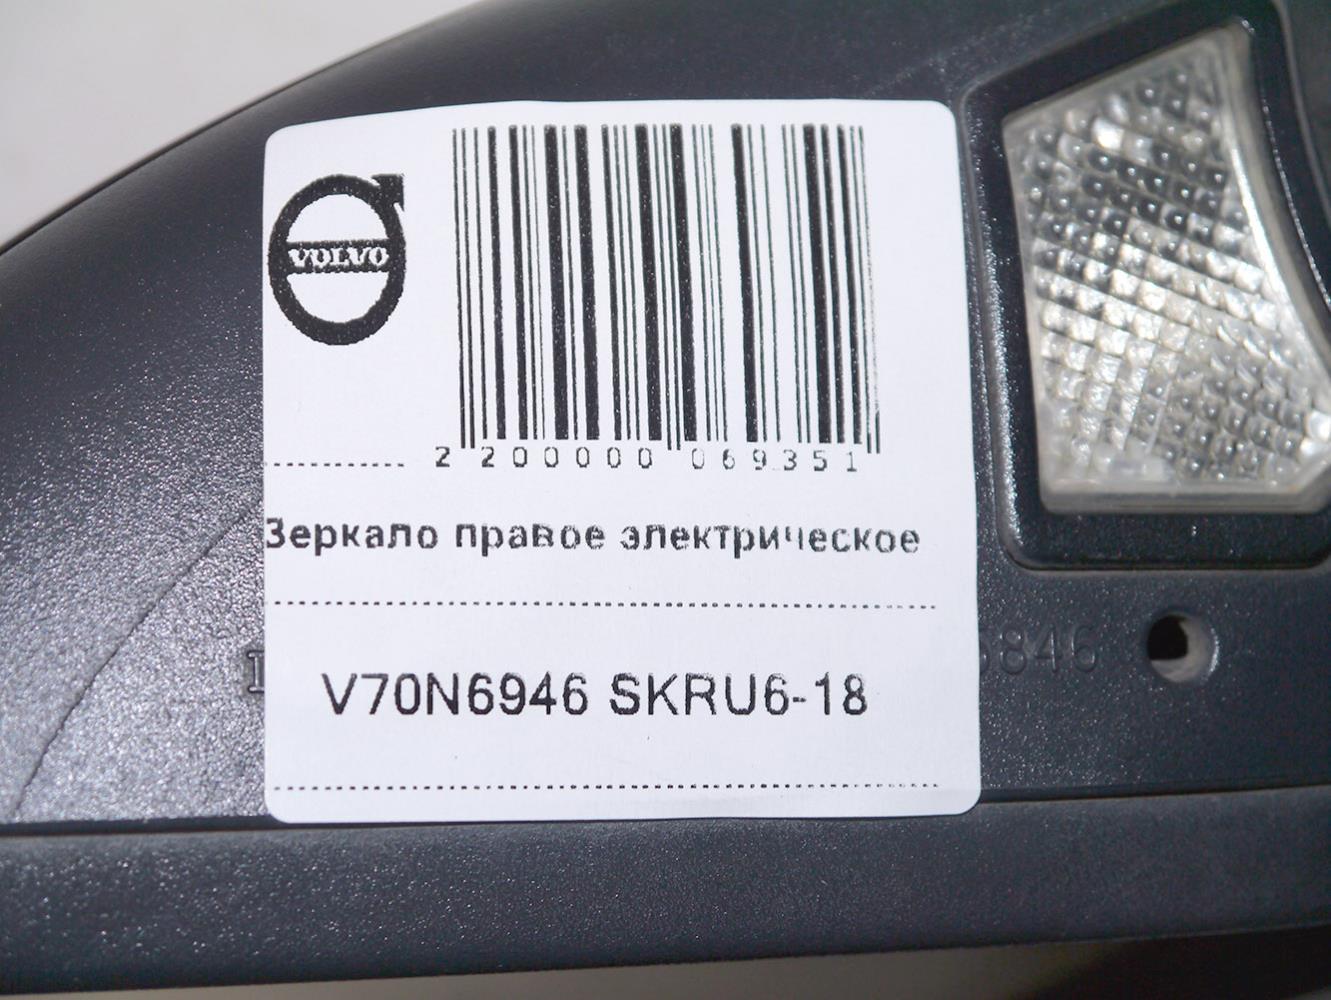 VOLVO
2 200000 069351
Зеркало правое электрическое
V70N6946 SKRU6-18